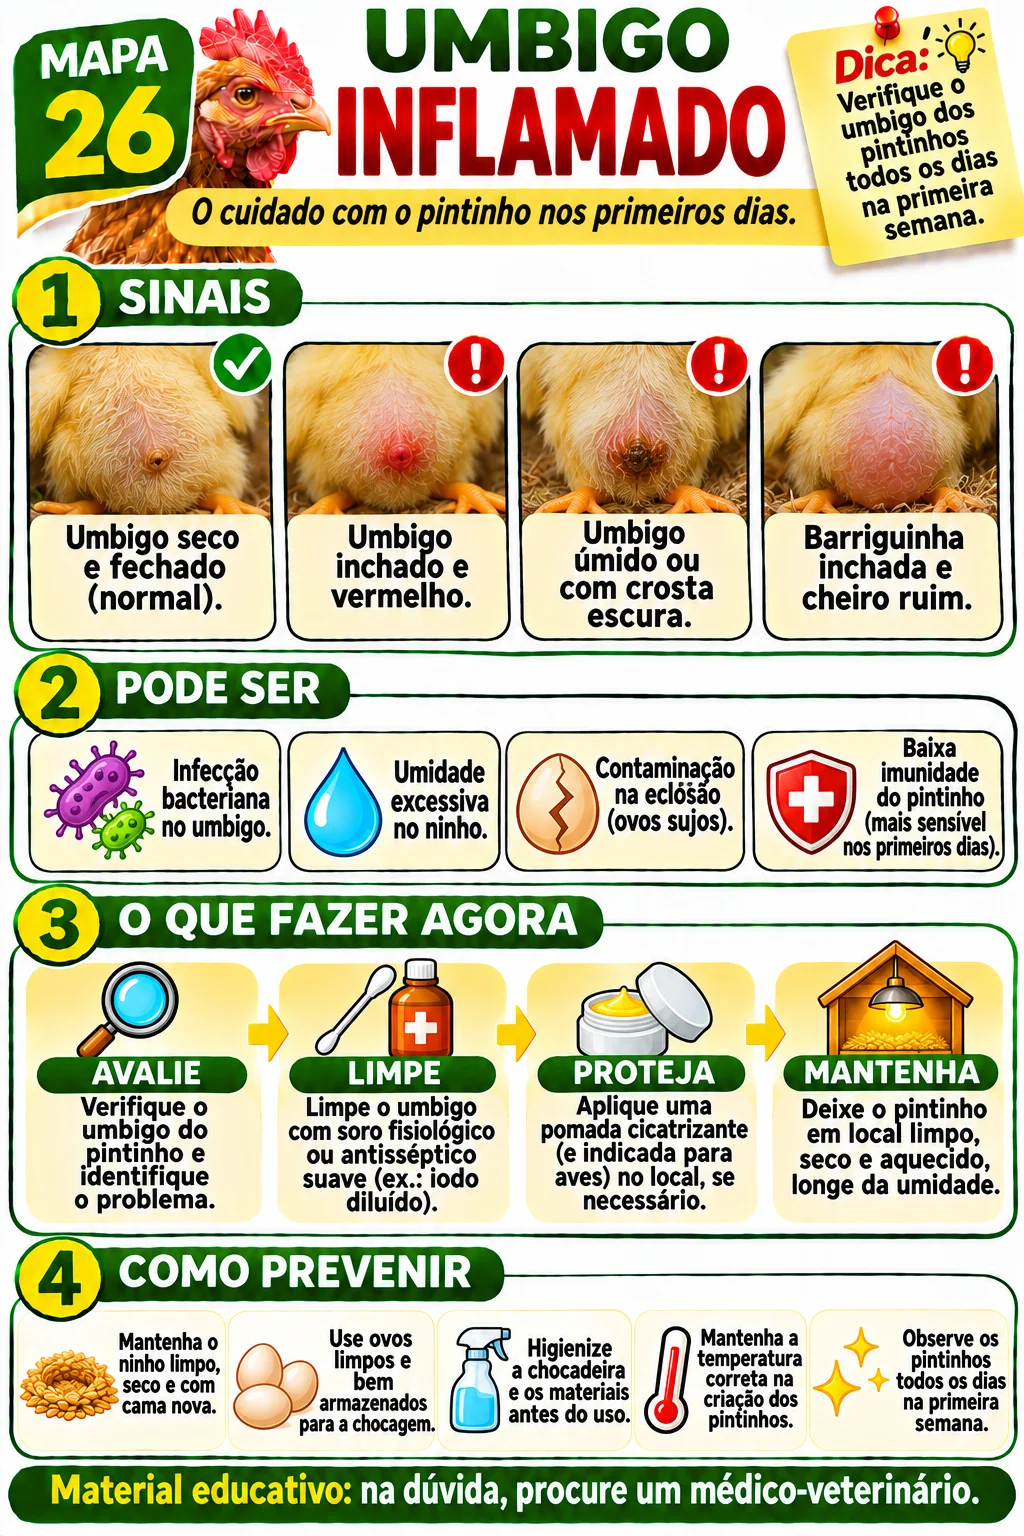 MAPA
26
UMBIGO
INFLAMADO
O cuidado com o pintinho nos primeiros dias.
Dica:
Verifique o
umbigo dos
pintinhos
todos os dias
na primeira
semana.
1 SINAIS
Umbigo seco
e fechado
(normal).
Umbigo
inchado e
vermelho.
Umbigo
úmido ou
com crosta
escura.
Barriguinha
inchada e
cheiro ruim.
2 PODE SER
Infecção
bacteriana
no umbigo.
Umidade
excessiva
no ninho.
Contaminação
na eclósão
(ovos sujos).
Baixa
imunidade
do pintinho
(mais sensível
nos primeiros dias).
3 O QUE FAZER AGORA
AVALIE
Verifique o
umbigo do
pintinho e
identifique
o problema.
LIMPE
Limpe o umbigo
com soro fisiológico
ou antisséptico
suave (ex.: iodo
diluído).
PROTEJA
Aplique uma
pomada cicatrizante
(e indicada para
aves) no local, se
necessário.
MANTENHA
Deixe o pintinho
em local limpo,
seco e aquecido,
longe da umidade.
4 COMO PREVENIR
Mantenha o
ninho limpo,
seco e com
cama nova.
Use ovos
limpos e
bem
armazenados
para a chocagem.
Higienize
a chocadeira
e os materiais
antes do uso.
Mantenha a
temperatura
correta na
criação dos
pintinhos.
Observe os
pintinhos
todos os dias
na primeira
semana.
Material educativo: na dúvida, procure um médico-veterinário.